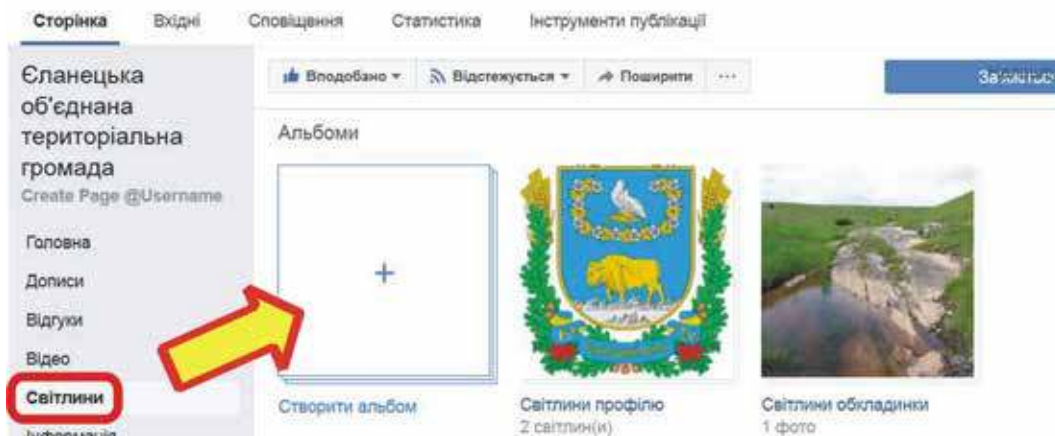 Сторінка Вхідні Сповіщення Статистика Інструменти публікації
Єланецька
об'єднана
територіальна
громада
Create Page @Username
Головна
Дописи
Відгуки
Відео
Світлини
Інформація
Вподобано Відстежується Поширити ...
Альбоми
+
Створити альбом
Світлини профілю
2 світлин(и)
Світлини обкладинки
1 фото